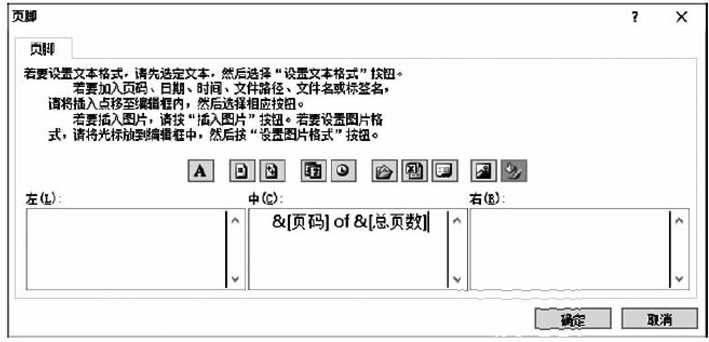 页脚
? ×
页脚
若要设置文本格式，请先选定文本，然后选择“设置文本格式”按钮。
若要加入页码、日期、时间、文件路径、文件名或标签名，
请将插入点移至编辑框内，然后选择相应按钮。
若要插入图片，请按“插入图片”按钮。若要设置图片格
式，请将光标放到编辑框中，然后按“设置图片格式”按钮。
A
左(L):
中(C):
右(R):
&[页码] of &[总页数]
确定
取消